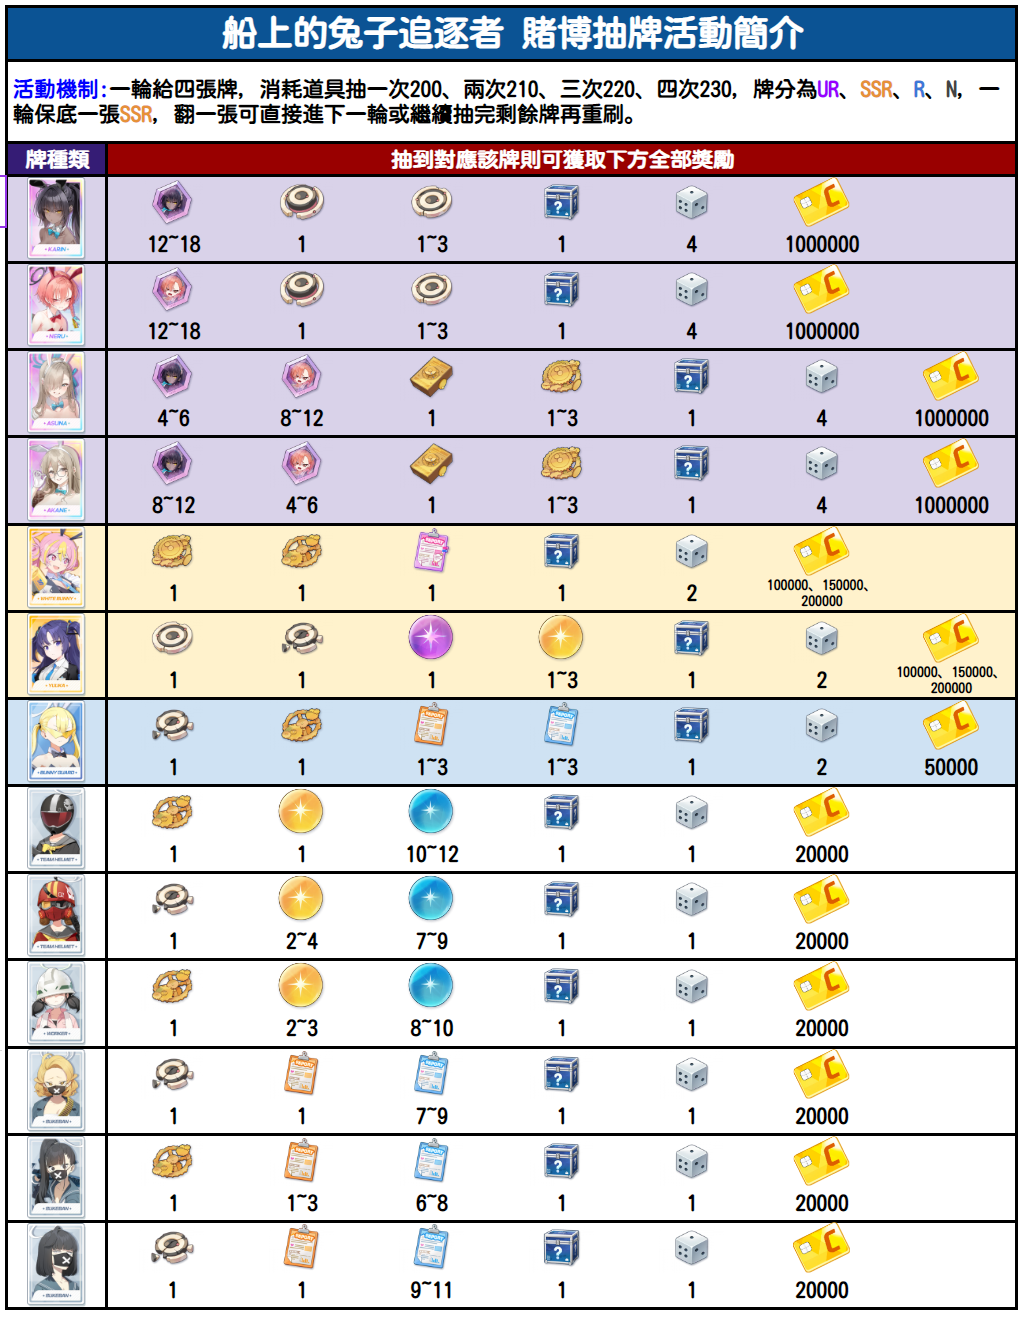 船上的兔子追逐者 賭博抽牌活動簡介
活動機制:一輪給四張牌, 消耗道具抽一次200、兩次210、三次220、四次230, 牌分為UR、SSR、R、N, 一
輪保底一張SSR, 翻一張可直接進下一輪或繼續抽完剩餘牌再重刷。
牌種類 抽到對應該牌則可獲取下方全部獎勵
KARIN 12~18 1 1~3 1 4 1000000
NERU 12~18 1 1~3 1 4 1000000
ASUNA 4~6 8~12 1 1~3 1 4 1000000
AKANE 8~12 4~6 1 1~3 1 4 1000000
WHITE BUNNY 1 1 1 1 2 100000、150000、
200000
YUUKA 1 1 1 1~3 1 2 100000、150000、
200000
BUNNY GUARD 1 1 1~3 1~3 1 2 50000
TEAM HELMET 1 1 10~12 1 1 20000
TEAM HELMET 1 2~4 7~9 1 1 20000
WORKER 1 2~3 8~10 1 1 20000
SUKEBAN 1 1 7~9 1 1 20000
SUKEBAN 1 1~3 6~8 1 1 20000
SUKEBAN 1 1 9~11 1 1 20000